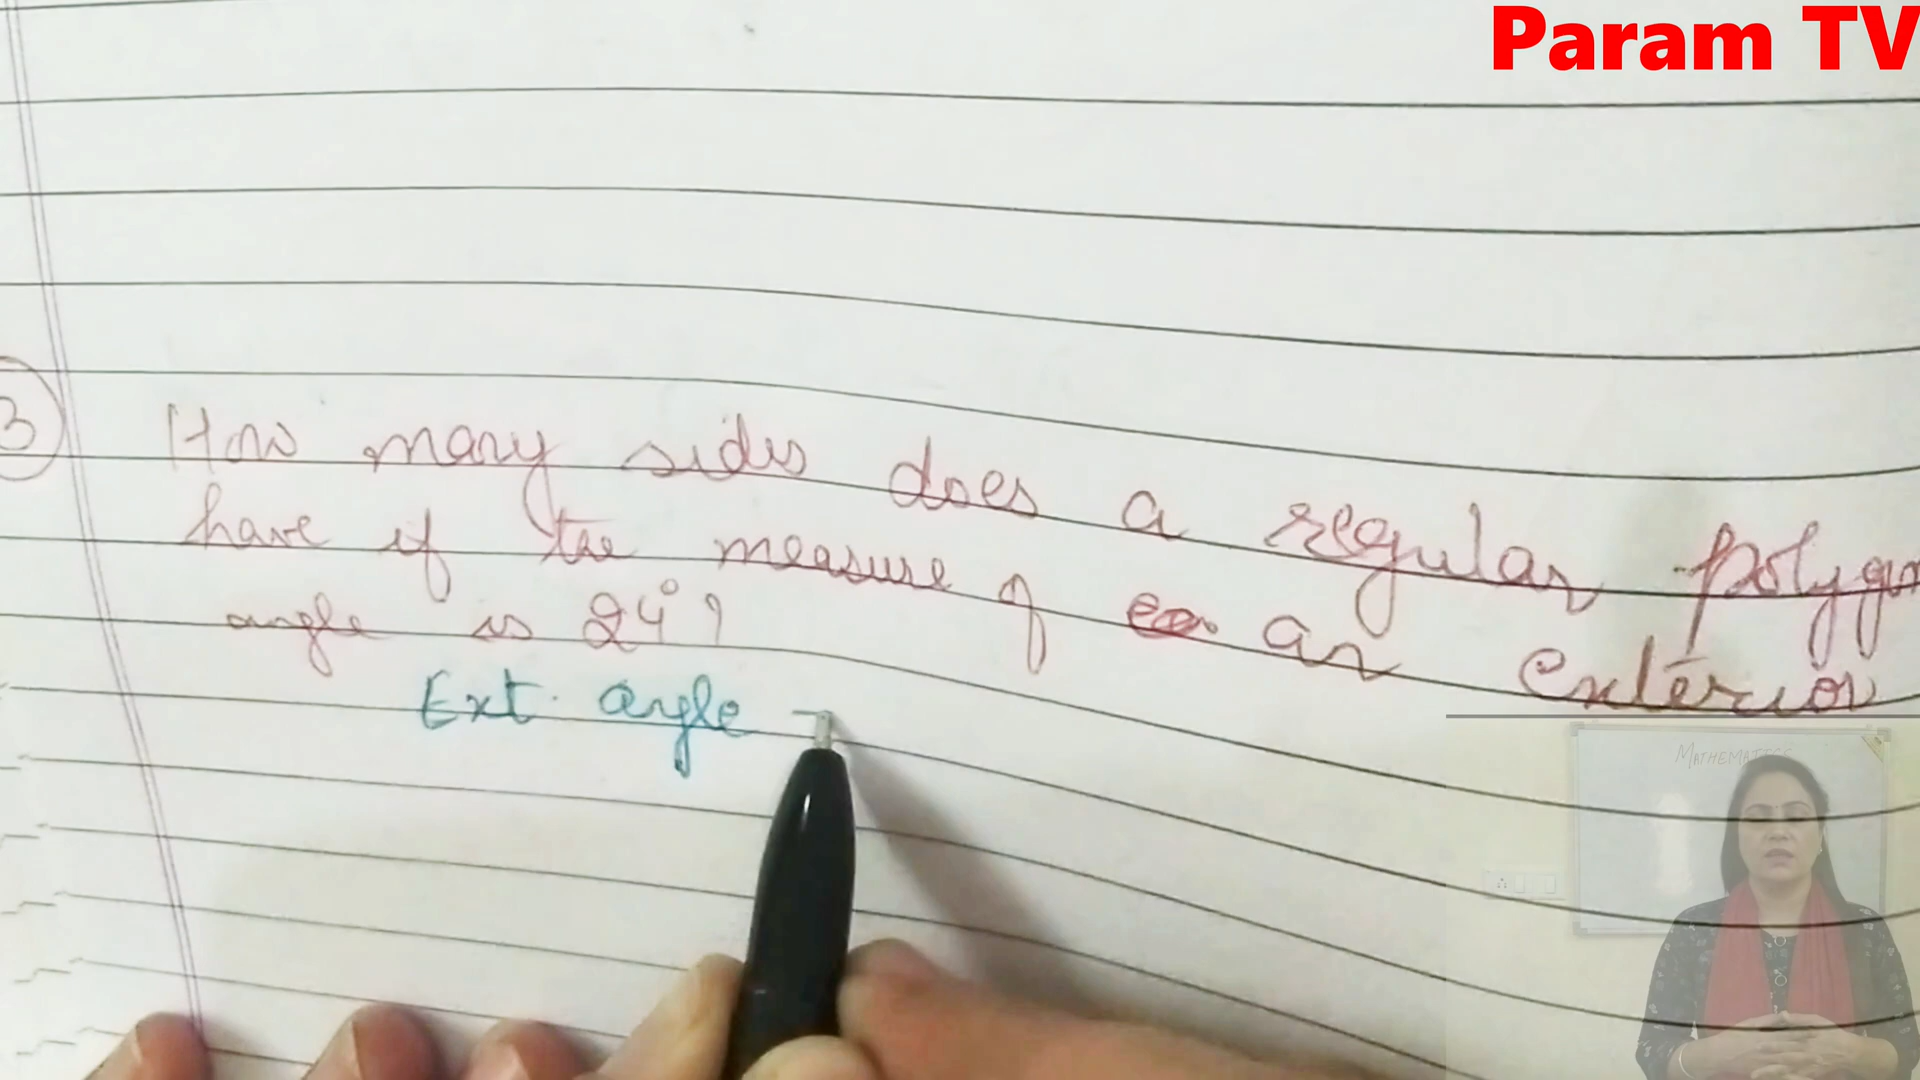 Param TV
3 How many sides does a regular polygon
have if the measure of an exterior
angle is 24°?
Ext. angle =
MATHEMATICS